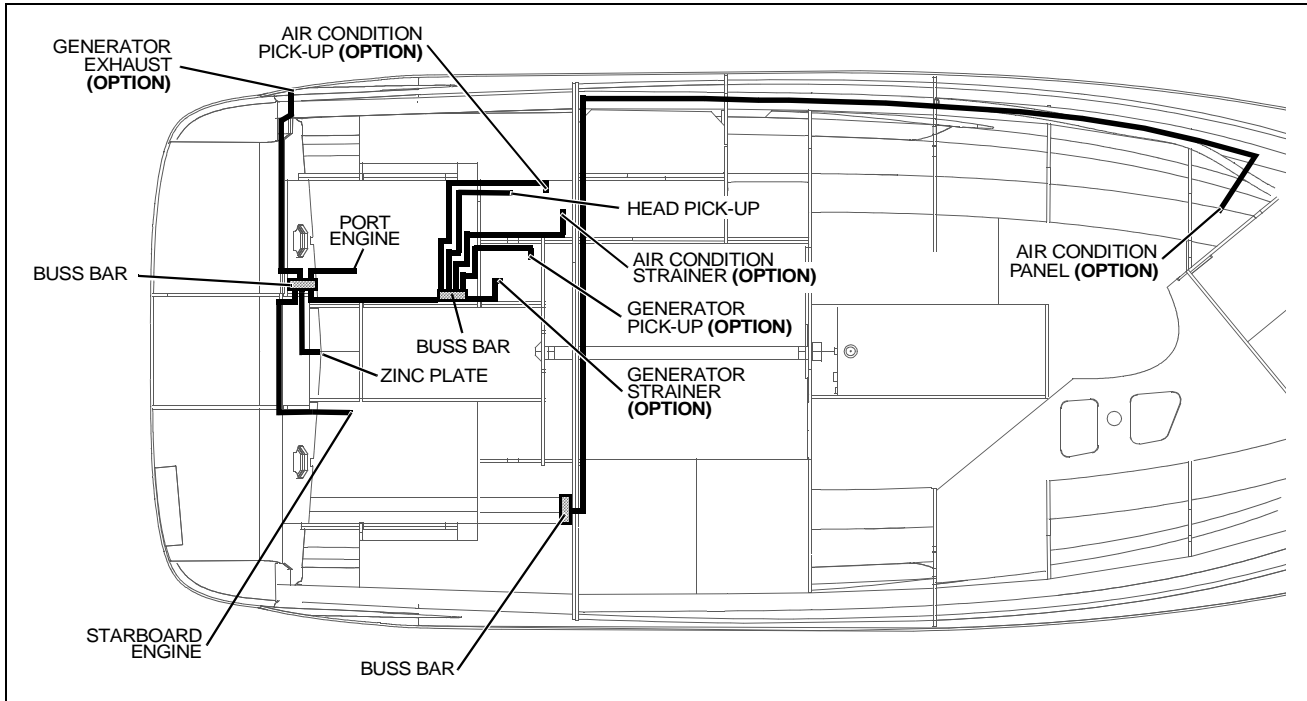 GENERATOR
EXHAUST
(OPTION)
AIR CONDITION
PICK-UP (OPTION)
HEAD PICK-UP
PORT
ENGINE
AIR CONDITION
STRAINER (OPTION)
AIR CONDITION
PANEL (OPTION)
BUSS BAR
GENERATOR
PICK-UP (OPTION)
BUSS BAR
ZINC PLATE
GENERATOR
STRAINER
(OPTION)
STARBOARD
ENGINE
BUSS BAR